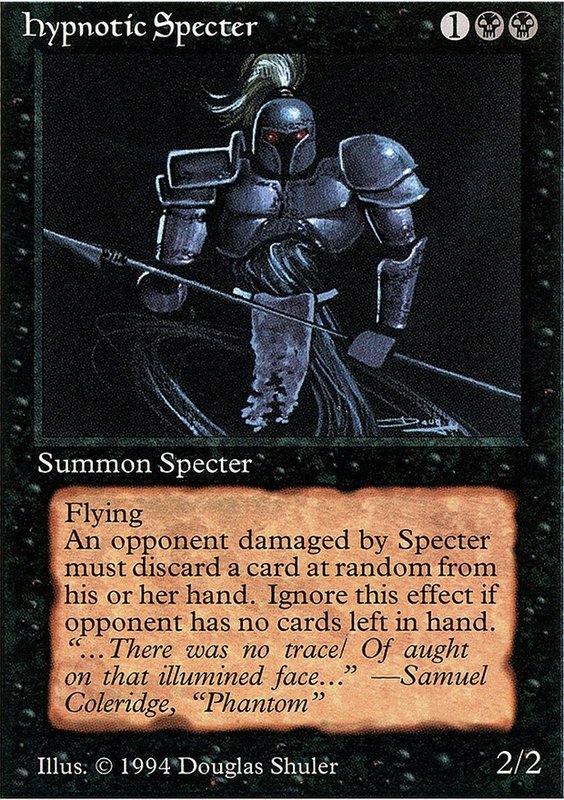 Hypnotic Specter
1
Summon Specter
Flying
An opponent damaged by Specter
must discard a card at random from
his or her hand. Ignore this effect if
opponent has no cards left in hand.
“...There was no trace/ Of aught
on that illumined face...” —Samuel
Coleridge, “Phantom”
Illus. © 1994 Douglas Shuler
2/2